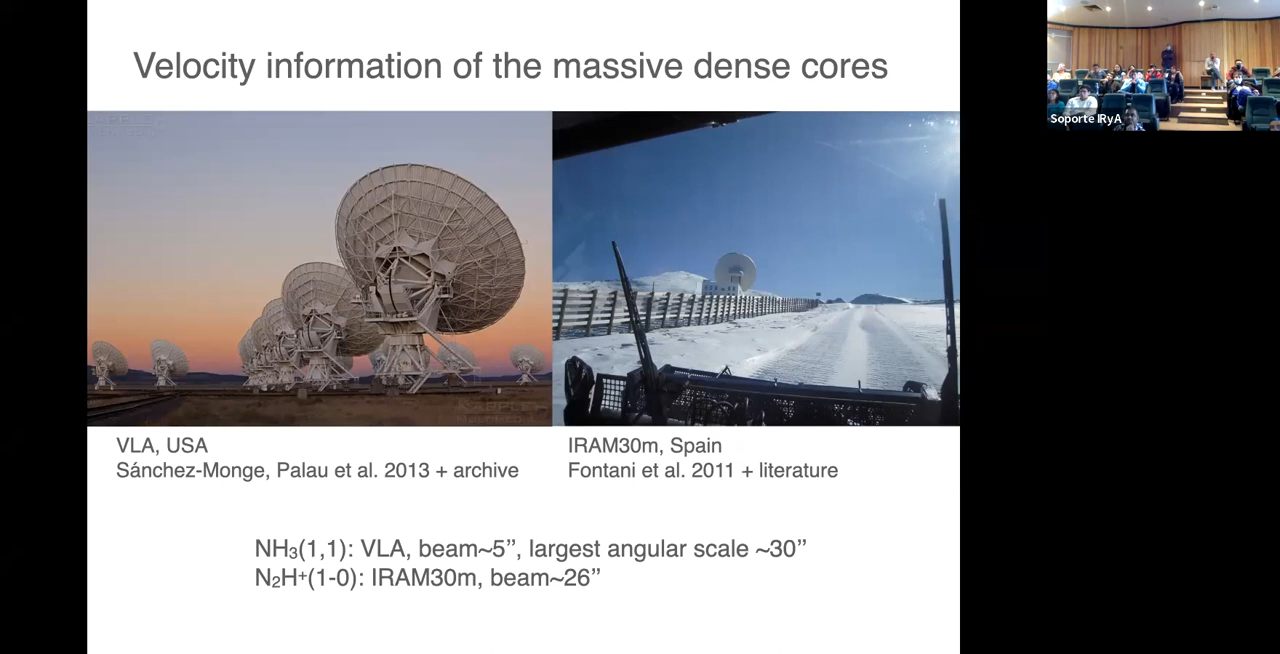 Velocity information of the massive dense cores
Soporte IRyA
VLA, USA
Sánchez-Monge, Palau et al. 2013 + archive
IRAM30m, Spain
Fontani et al. 2011 + literature
NH₃(1,1): VLA, beam~5”, largest angular scale ~30”
N₂H⁺(1-0): IRAM30m, beam~26”